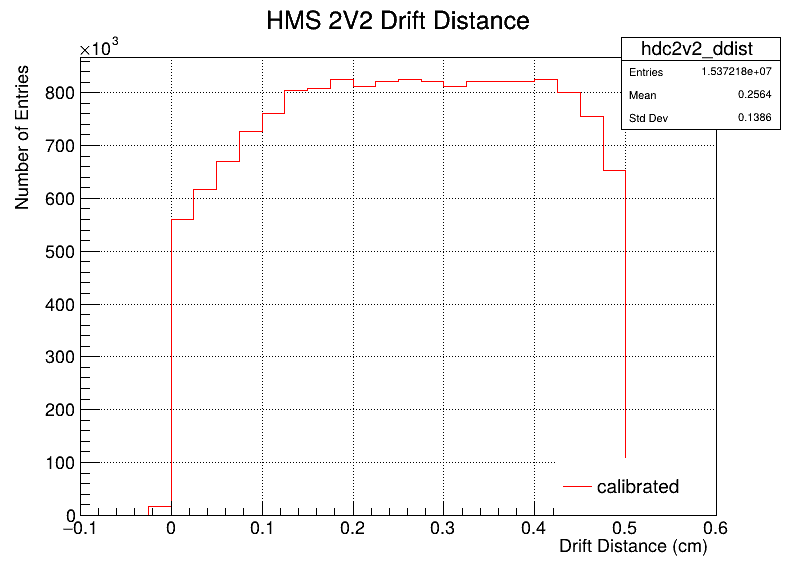 HMS 2V2 Drift Distance
×10³
hdc2v2_ddist
Entries 1.537218e+07
Mean 0.2564
Std Dev 0.1386
Number of Entries
800
700
600
500
400
300
200
100
0
calibrated
−0.1 0 0.1 0.2 0.3 0.4 0.5 0.6
Drift Distance (cm)